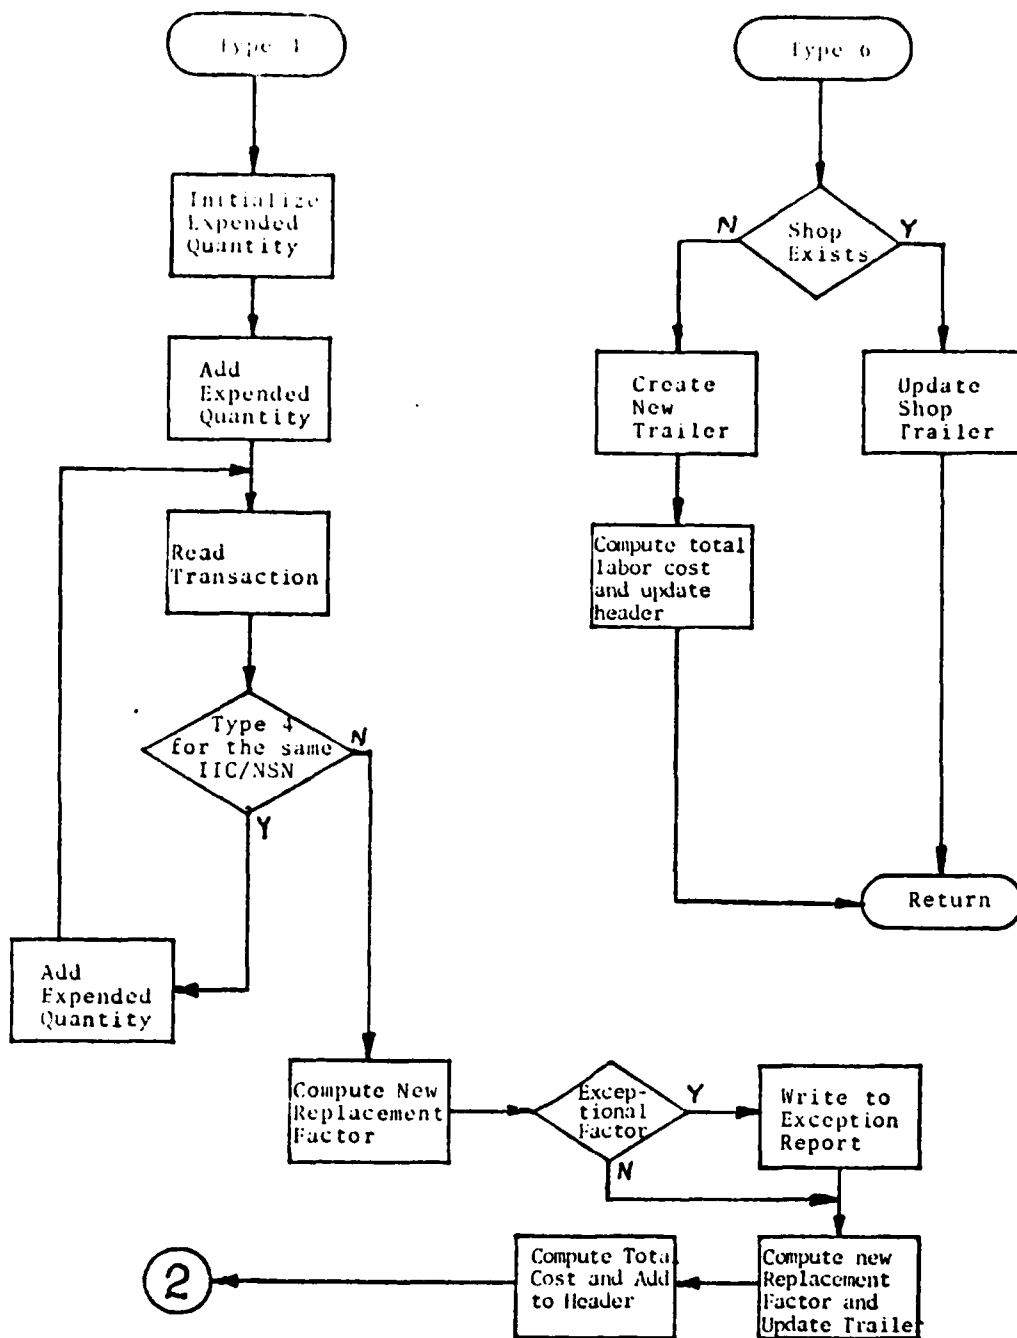 Type 4
Initialize
Expended
Quantity
Add
Expended
Quantity
Read
Transaction
Type 4
for the same
IIC/NSN
N
Y
Add
Expended
Quantity
Compute New
Replacement
Factor
Excep-
tional
Factor
Y
N
Write to
Exception
Report
Compute new
Replacement
Factor and
Update Trailer
Compute Tota
Cost and Add
to Header
2
Type 6
Shop
Exists
N
Y
Create
New
Trailer
Update
Shop
Trailer
Compute total
labor cost
and update
header
Return